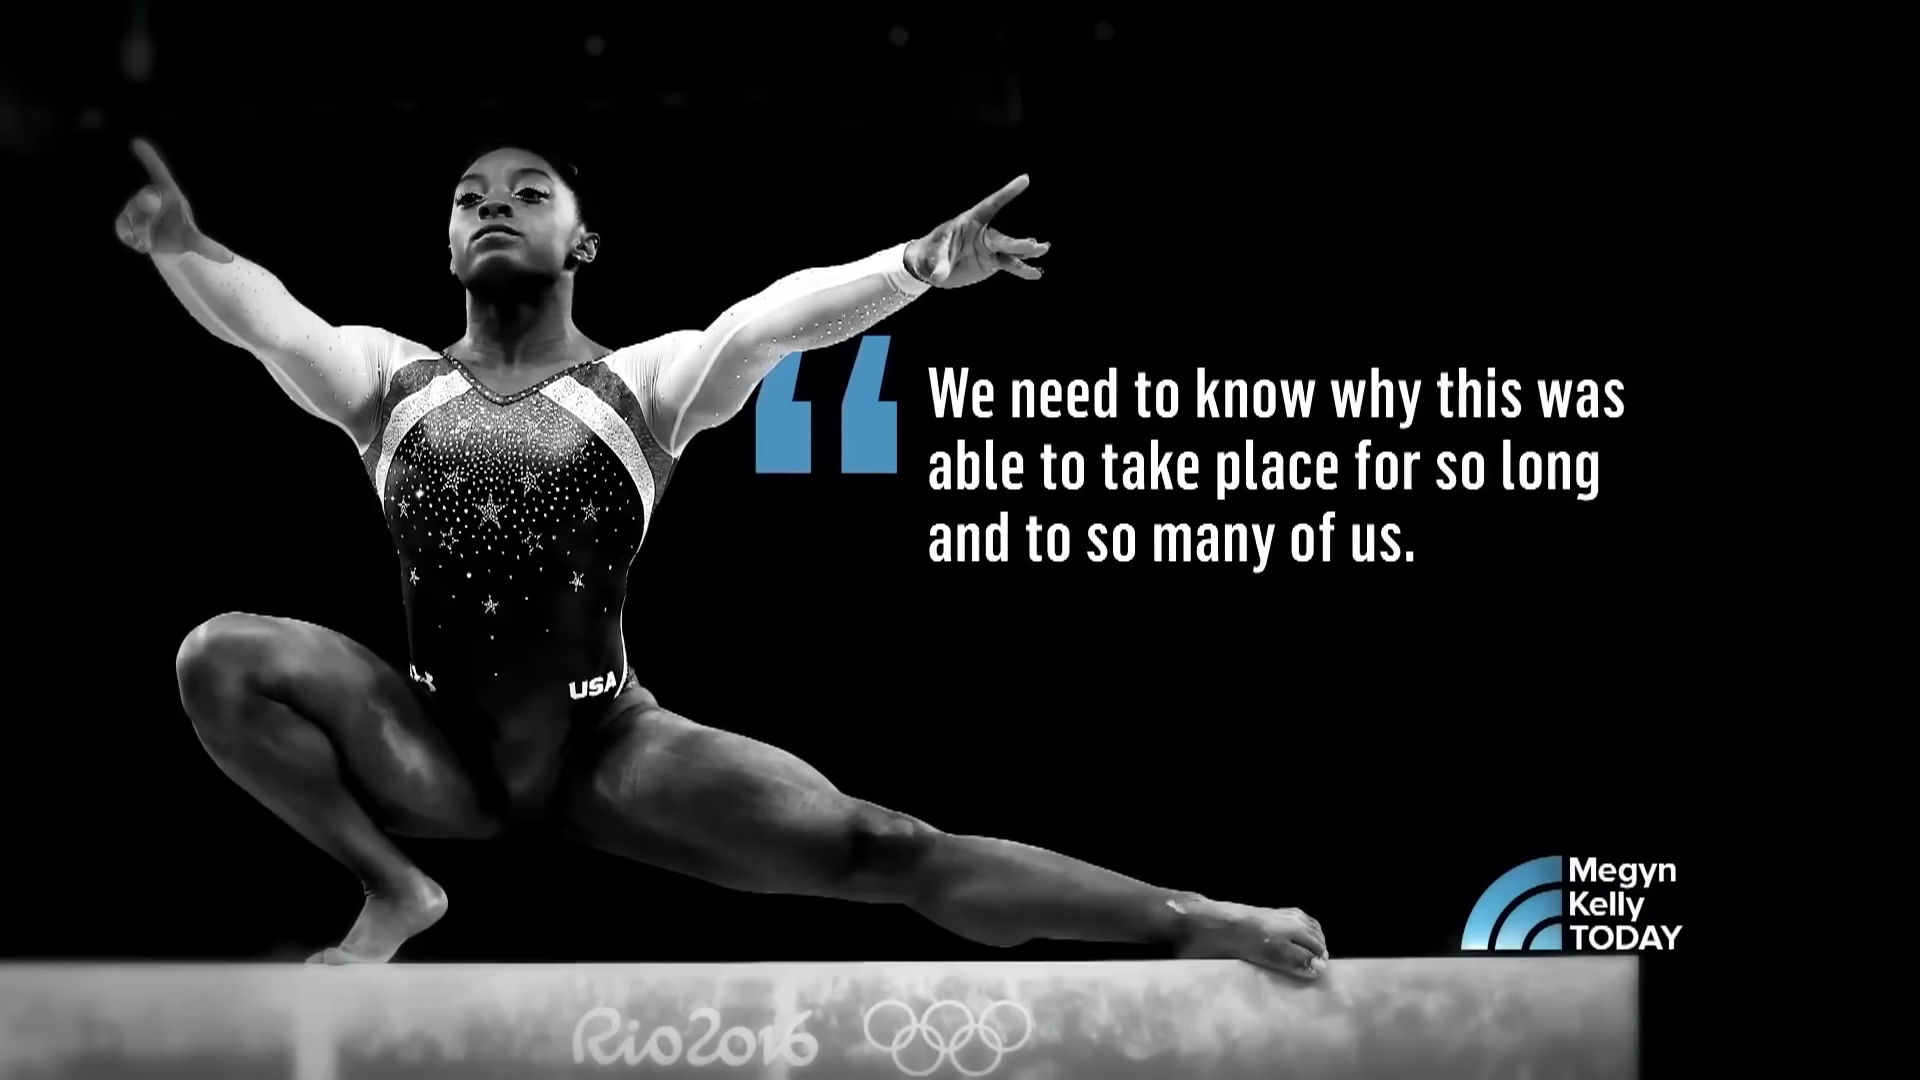 We need to know why this was
able to take place for so long
and to so many of us.
USA
Megyn
Kelly
TODAY
Rio2016